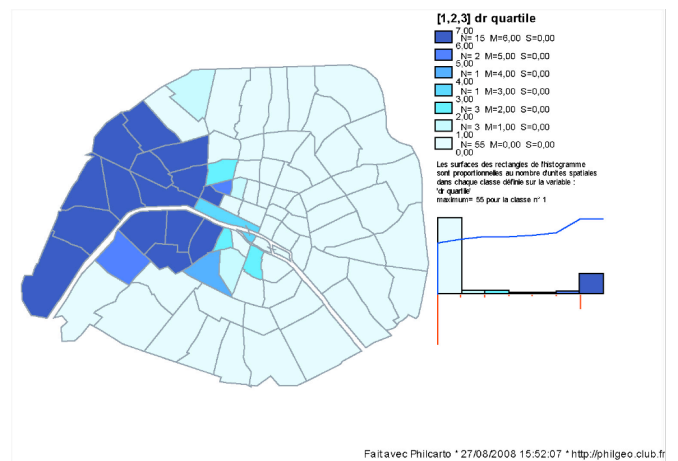 [1,2,3] dr quartile
7,00
N= 15 M=6,00 S=0,00
6,00
N= 2 M=5,00 S=0,00
5,00
N= 1 M=4,00 S=0,00
4,00
N= 1 M=3,00 S=0,00
3,00
N= 3 M=2,00 S=0,00
2,00
N= 3 M=1,00 S=0,00
1,00
N= 55 M=0,00 S=0,00
0,00
Les surfaces des rectangles de l'histogramme
sont proportionnelles au nombre d'unites spatiales
dans chaque classe définie sur la variable :
'dr quartile'
maximum= 55 pour la classe n° 1
Fait avec Philcarto * 27/08/2008 15:52:07 * http://philgeo.club.fr